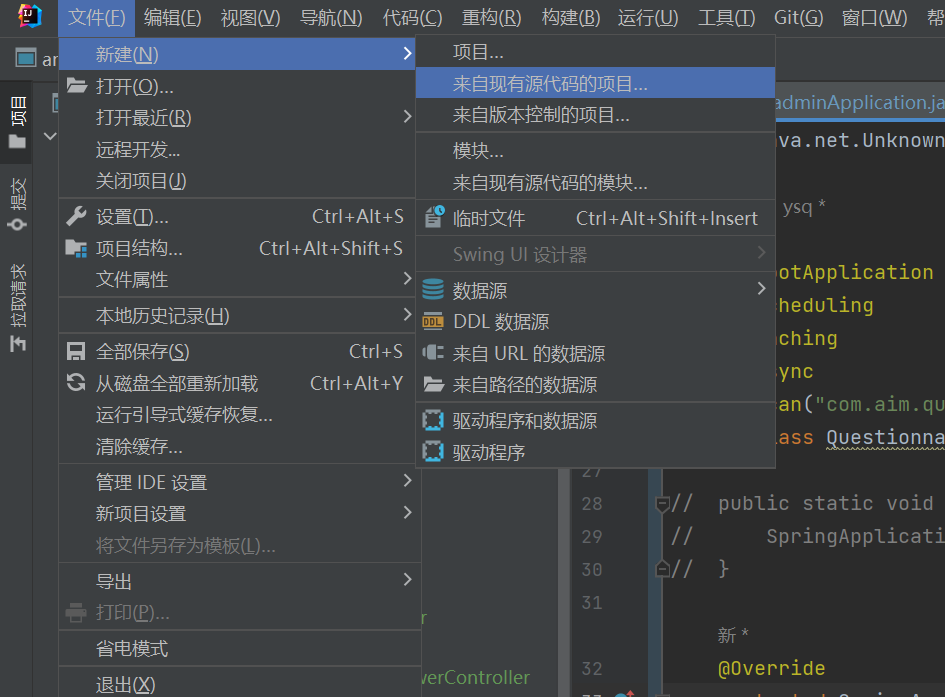 文件(F) 编辑(E) 视图(V) 导航(N) 代码(C) 重构(R) 构建(B) 运行(U) 工具(T) Git(G) 窗口(W) 帮
新建(N)
打开(O)...
打开最近(R)
远程开发...
关闭项目(J)
设置(T)... Ctrl+Alt+S
项目结构... Ctrl+Alt+Shift+S
文件属性
本地历史记录(H)
全部保存(S) Ctrl+S
从磁盘全部重新加载 Ctrl+Alt+Y
运行引导式缓存恢复...
清除缓存...
管理 IDE 设置
新项目设置
将文件另存为模板(L)...
导出
打印(P)...
省电模式
退出(X)
项目...
来自现有源代码的项目...
来自版本控制的项目...
模块...
来自现有源代码的模块...
临时文件 Ctrl+Alt+Shift+Insert
Swing UI 设计器
数据源
DDL 数据源
来自 URL 的数据源
来自路径的数据源
驱动程序和数据源
驱动程序
项目
提交
拉取请求
adminApplication.ja
va.net.Unknown
ysq *
otApplication
heduling
ching
sync
an("com.aim.qu
ass Questionna
27
28 // public static void
29 // SpringApplicati
30 // }
31
新 *
32 @Override
werController